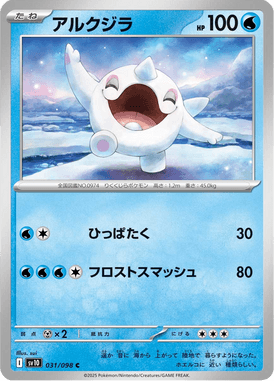 たね アルクジラ HP 100
全国図鑑NO.0974 りくくじらポケモン 高さ：1.2m 重さ：45.0kg
ひっぱたく 30
フロストスマッシュ 80
弱点 ×2 抵抗力 にげる
Illus. sui
I sv10 031/098 C
©2025 Pokémon/Nintendo/Creatures/GAME FREAK.